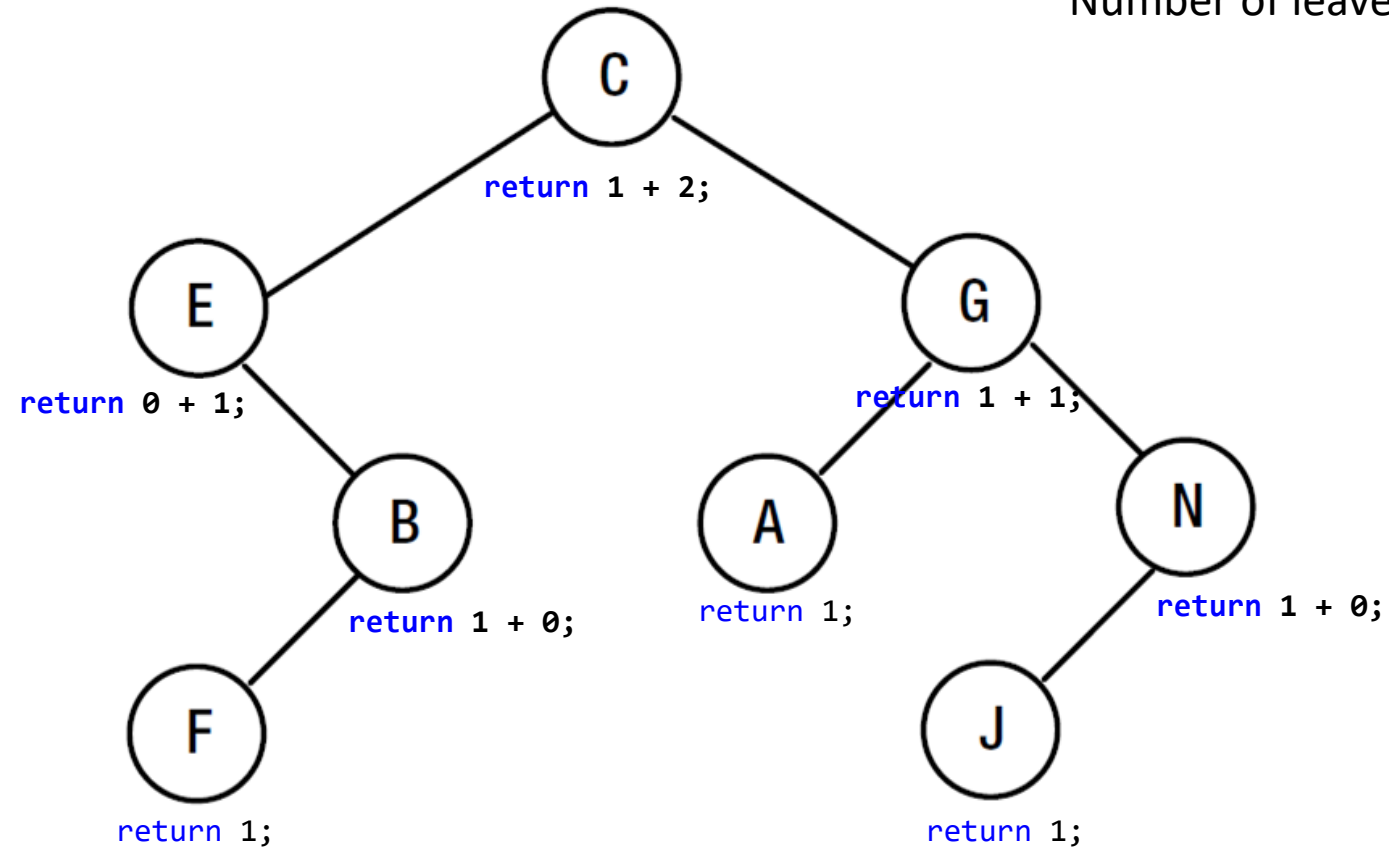 Number of leave
C
return 1 + 2;
E
G
return 0 + 1;
return 1 + 1;
B
A
N
return 1 + 0;
return 1;
return 1 + 0;
F
J
return 1;
return 1;